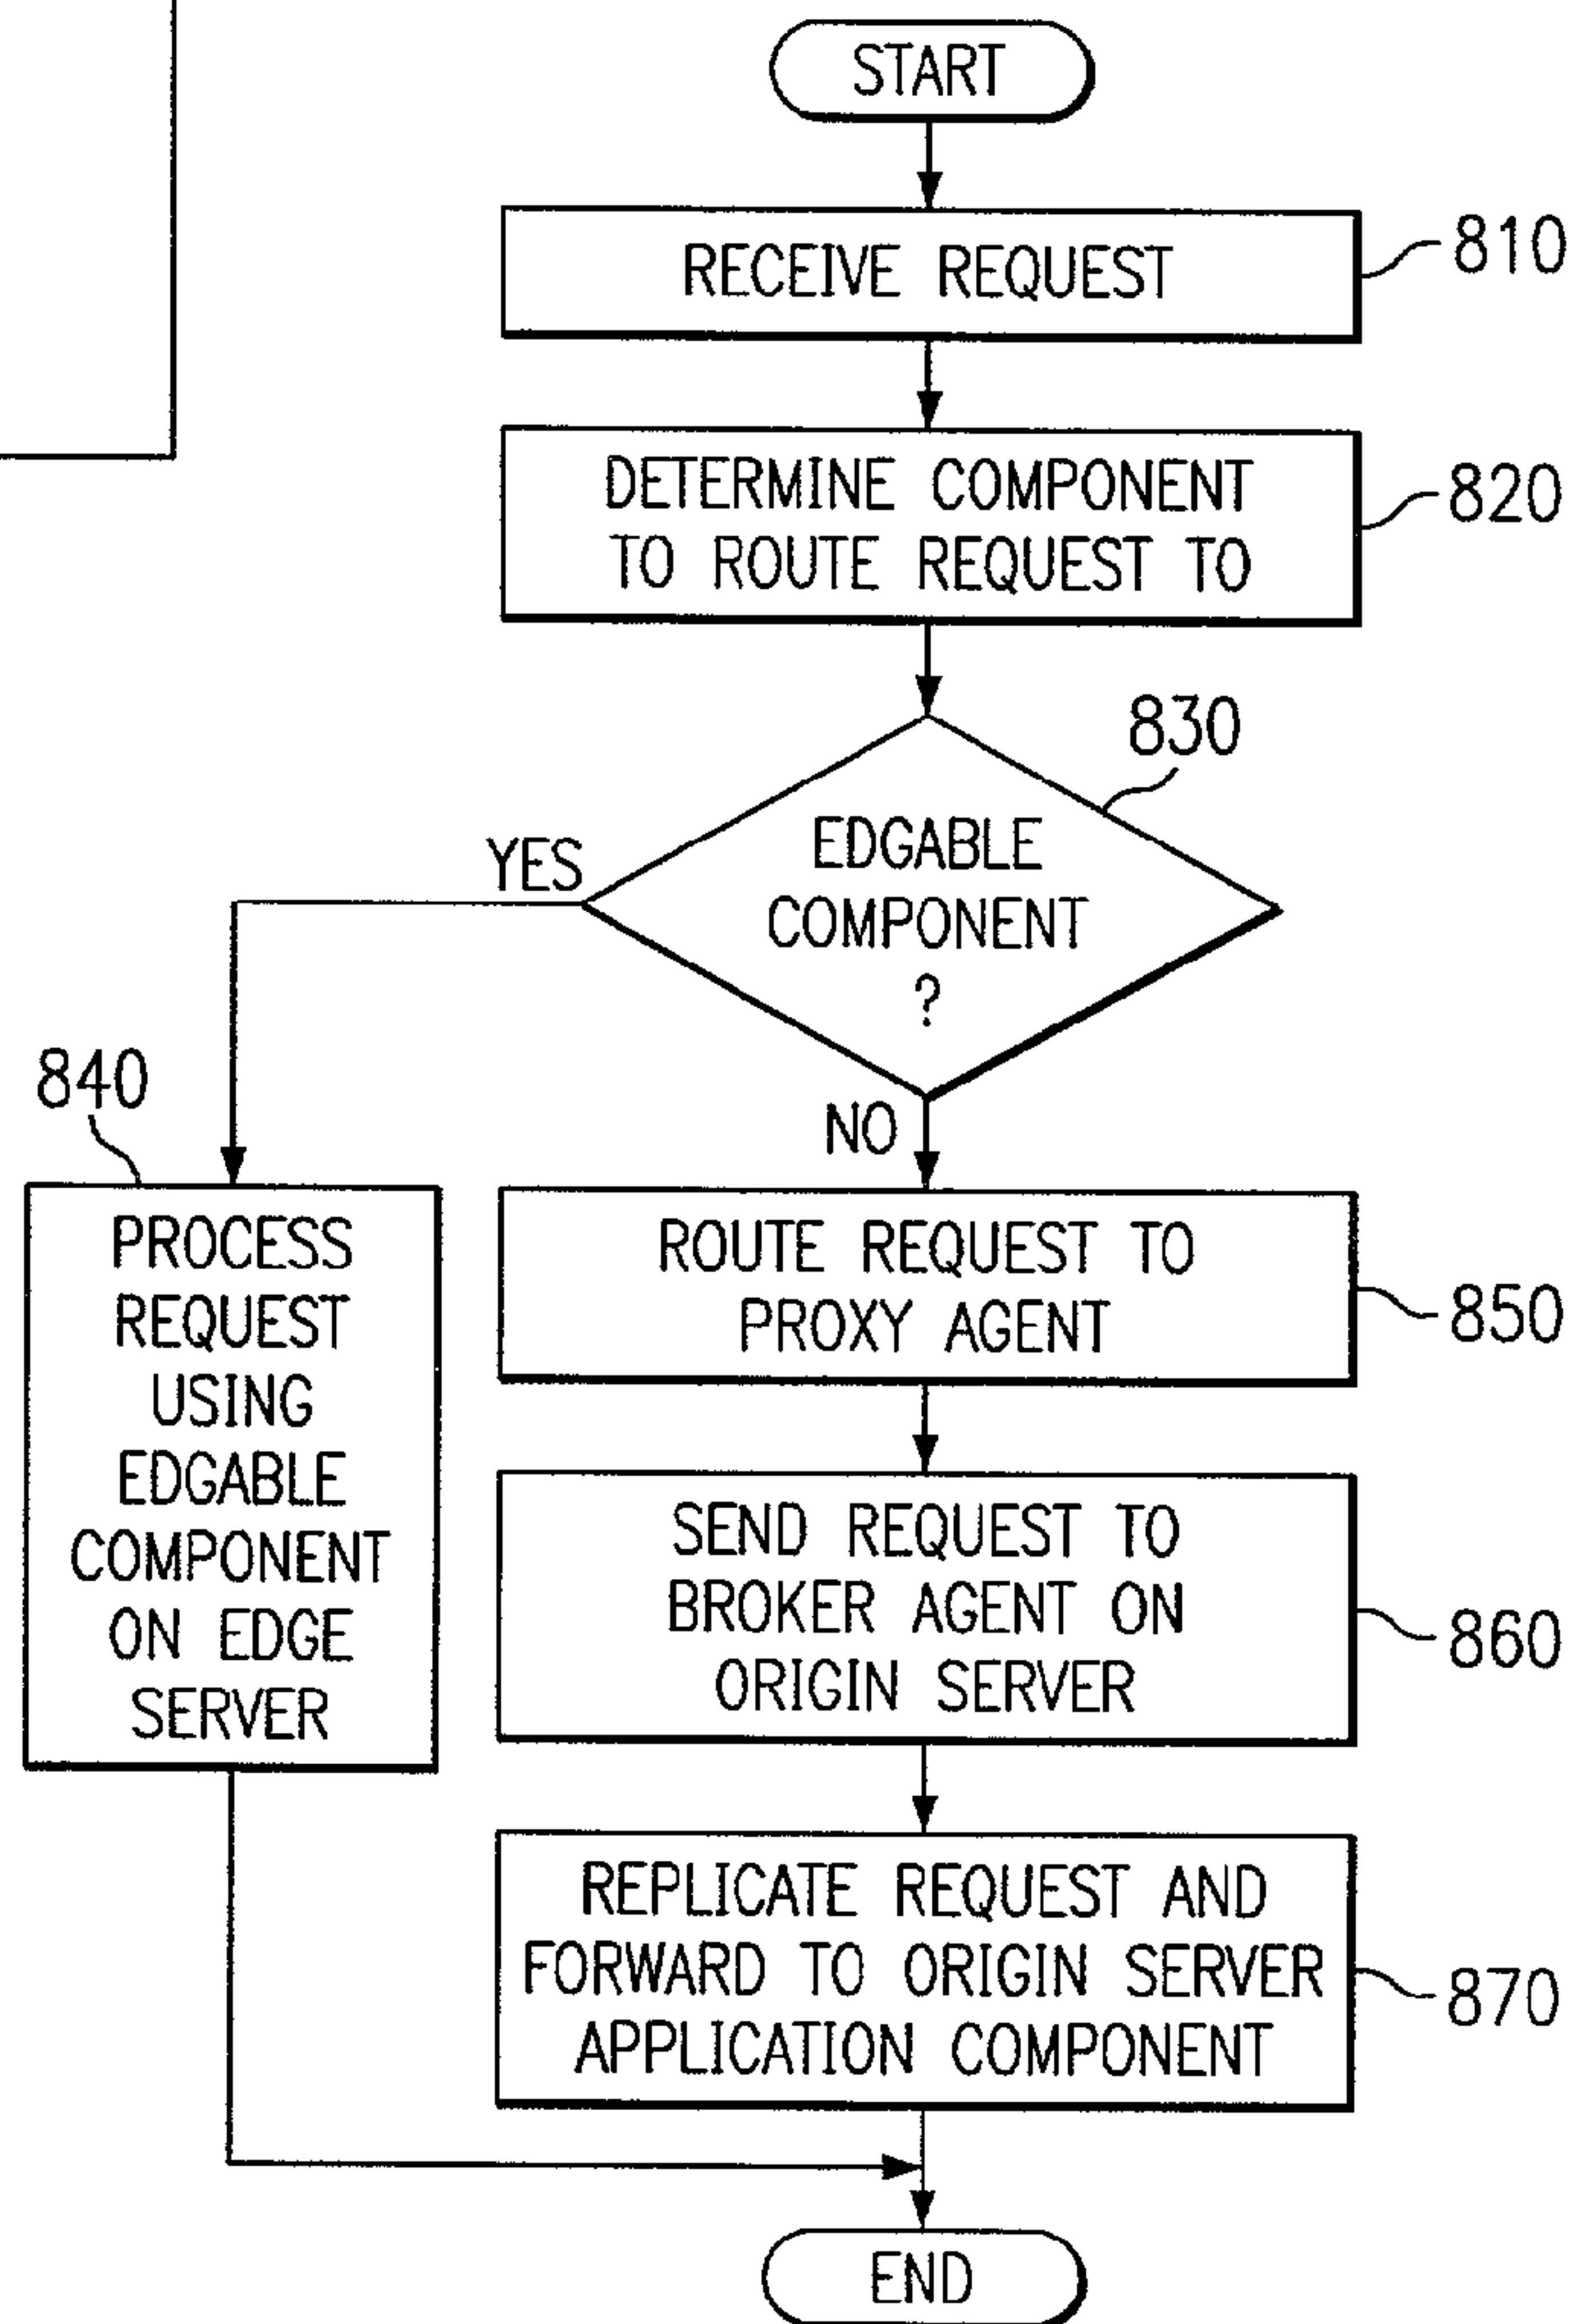 START
RECEIVE REQUEST
810
DETERMINE COMPONENT
TO ROUTE REQUEST TO
820
830
EDGABLE
COMPONENT
?
YES
NO
840
PROCESS
REQUEST
USING
EDGABLE
COMPONENT
ON EDGE
SERVER
ROUTE REQUEST TO
PROXY AGENT
850
SEND REQUEST TO
BROKER AGENT ON
ORIGIN SERVER
860
REPLICATE REQUEST AND
FORWARD TO ORIGIN SERVER
APPLICATION COMPONENT
870
END